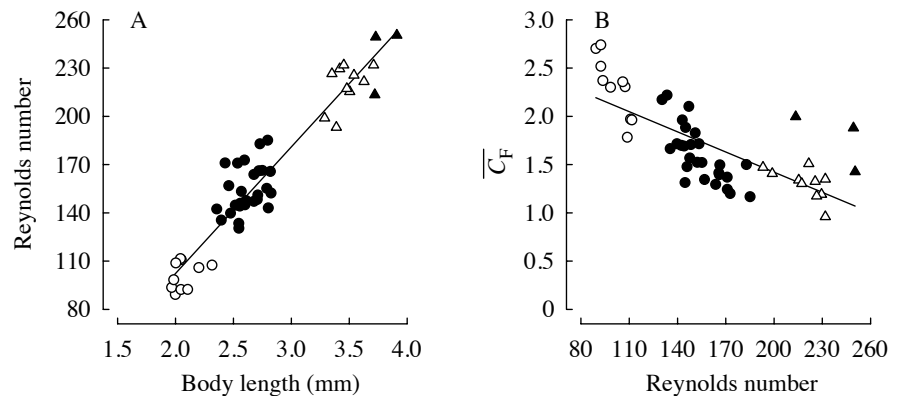 A
260
230
200
170
140
110
80
Reynolds number
1.5 2.0 2.5 3.0 3.5 4.0
Body length (mm)
B
3.0
2.5
2.0
1.5
1.0
0.5
0
C̅F
80 110 140 170 200 230 260
Reynolds number